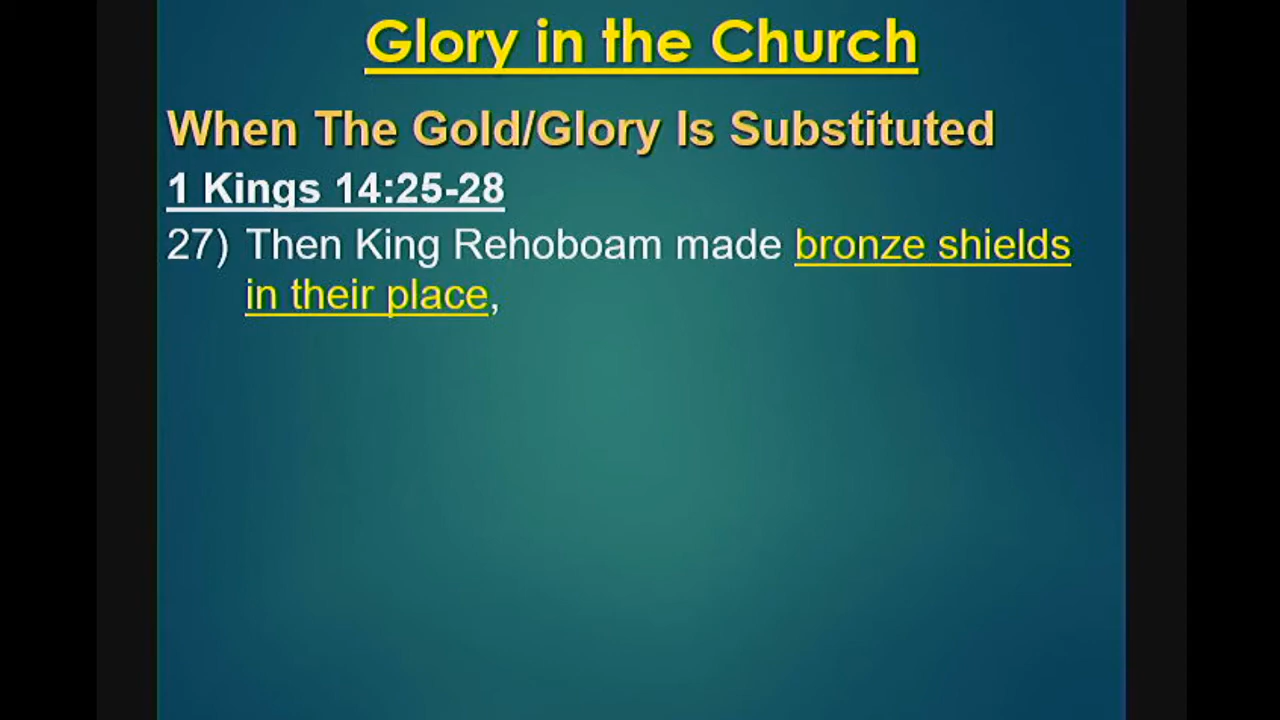 Glory in the Church
When The Gold/Glory Is Substituted
1 Kings 14:25-28
27) Then King Rehoboam made bronze shields
in their place,